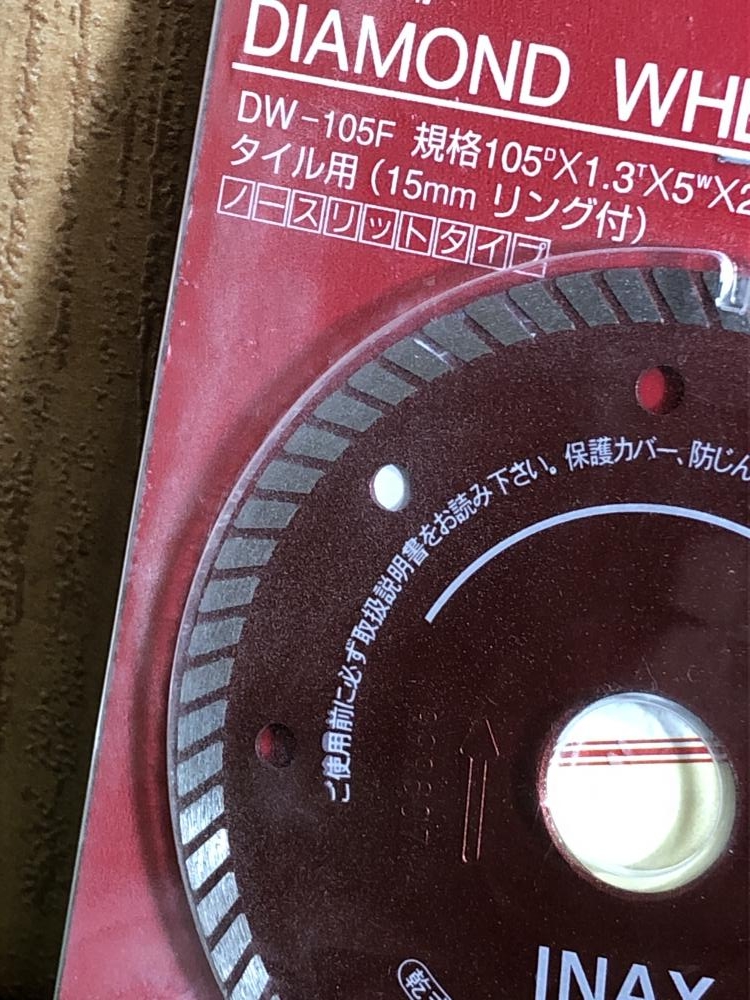 DIAMOND WHE
DW-105F 規格105ᴰX1.3ᵀX5ᵂX2
タイル用 (15mm リング付)
ノースリットタイプ
ご使用前に必ず取扱説明書をお読み下さい。保護カバー、防じん
INAX
乾